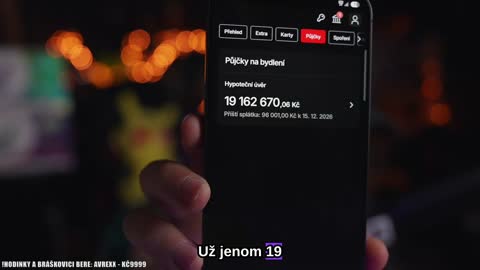 Přehled
Extra
Karty
Půjčky
Spoření
Půjčky na bydlení
Hypoteční úvěr
19 162 670,06 Kč
Příští splátka: 96 001,00 Kč k 15. 12. 2026
Už jenom 19
!HODINKY A BRÁŠKOVICI BERE: AVREXX - KČ9999